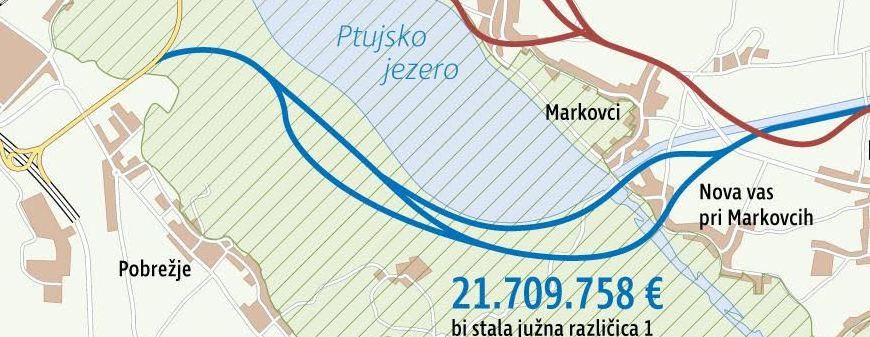 Ptujsko
jezero
Markovci
Nova vas
pri Markovcih
Pobrežje
21.709.758 €
bi stala južna različica 1